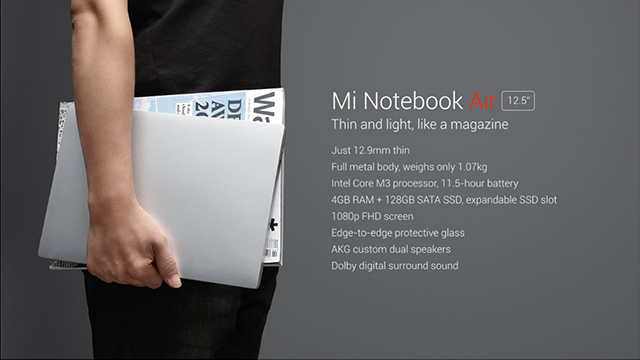 Mi Notebook Air 12.5"
Thin and light, like a magazine
Just 12.9mm thin
Full metal body, weighs only 1.07kg
Intel Core M3 processor, 11.5-hour battery
4GB RAM + 128GB SATA SSD, expandable SSD slot
1080p FHD screen
Edge-to-edge protective glass
AKG custom dual speakers
Dolby digital surround sound